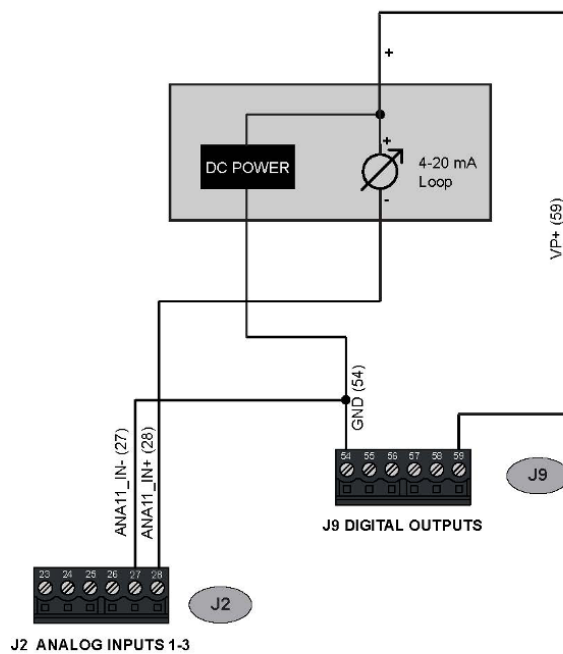 +
DC POWER
+
4-20 mA
Loop
-
VP+ (59)
GND (54)
ANA11_IN- (27)
ANA11_IN+ (28)
54 55 56 57 58 59
J9
J9 DIGITAL OUTPUTS
23 24 25 26 27 28
J2
J2 ANALOG INPUTS 1-3